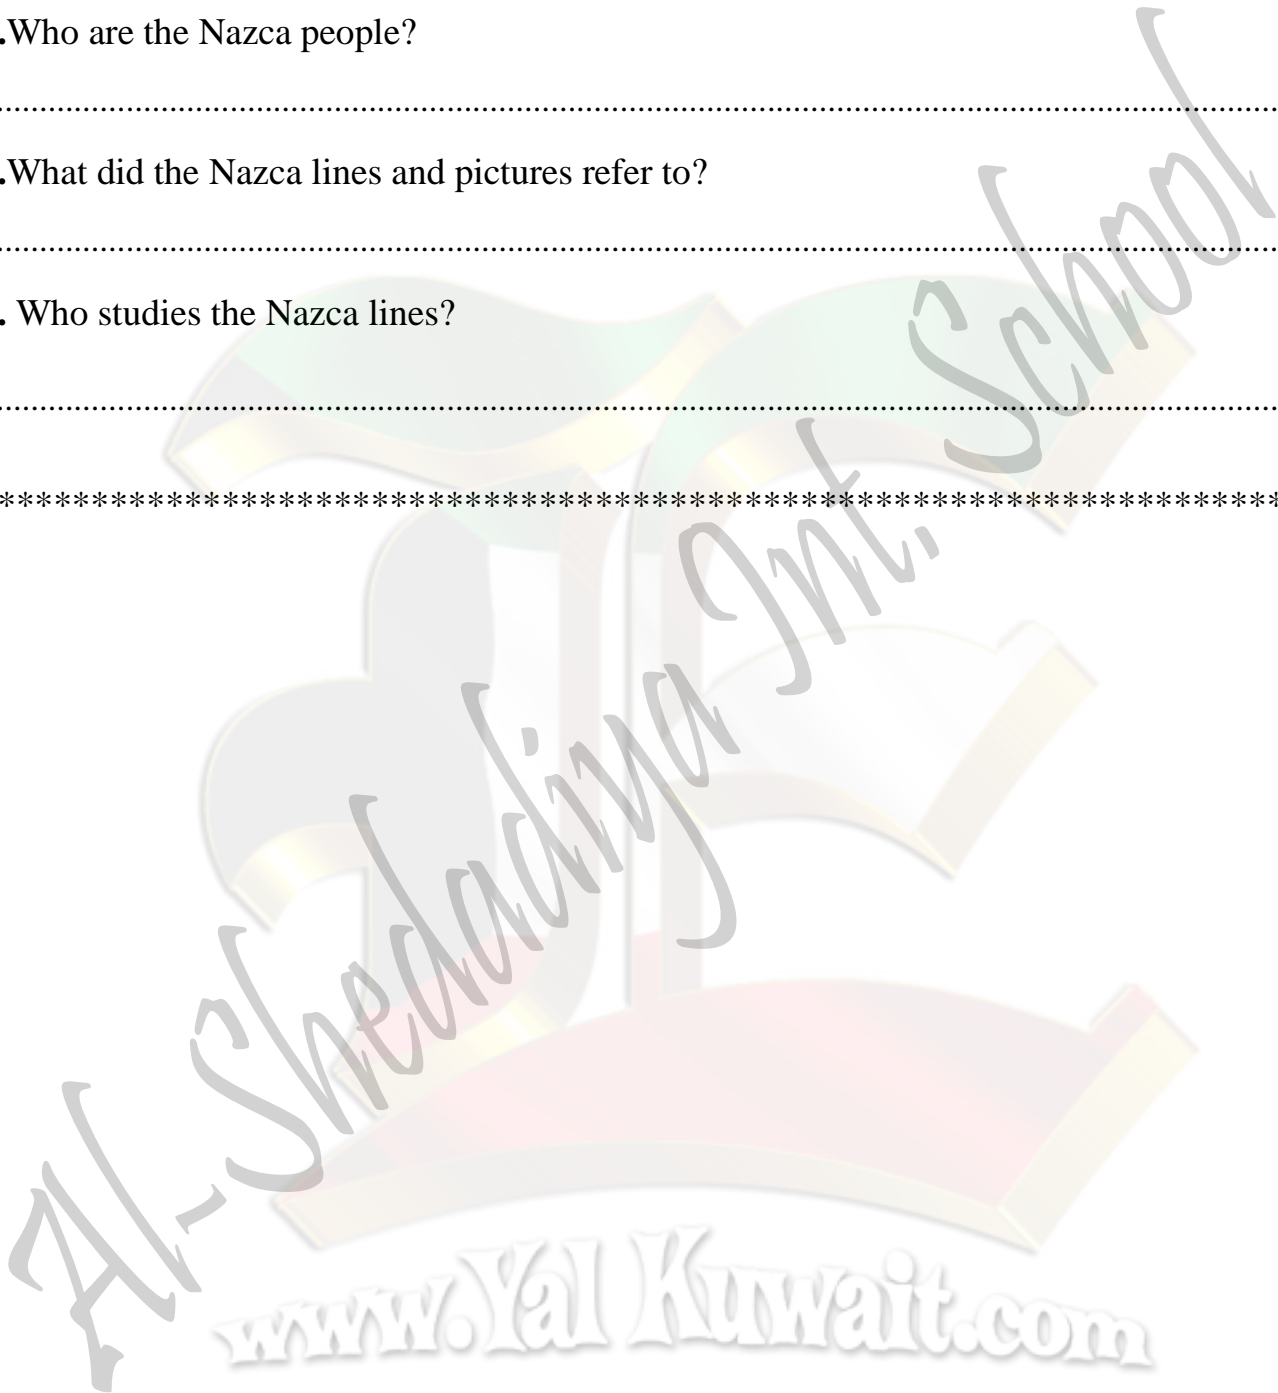 .Who are the Nazca people?
........................................................................................................................
.What did the Nazca lines and pictures refer to?
........................................................................................................................
. Who studies the Nazca lines?
........................................................................................................................
*********************************************************************
Al-Shedadiya Int. School
www.Yal Kuwait.com